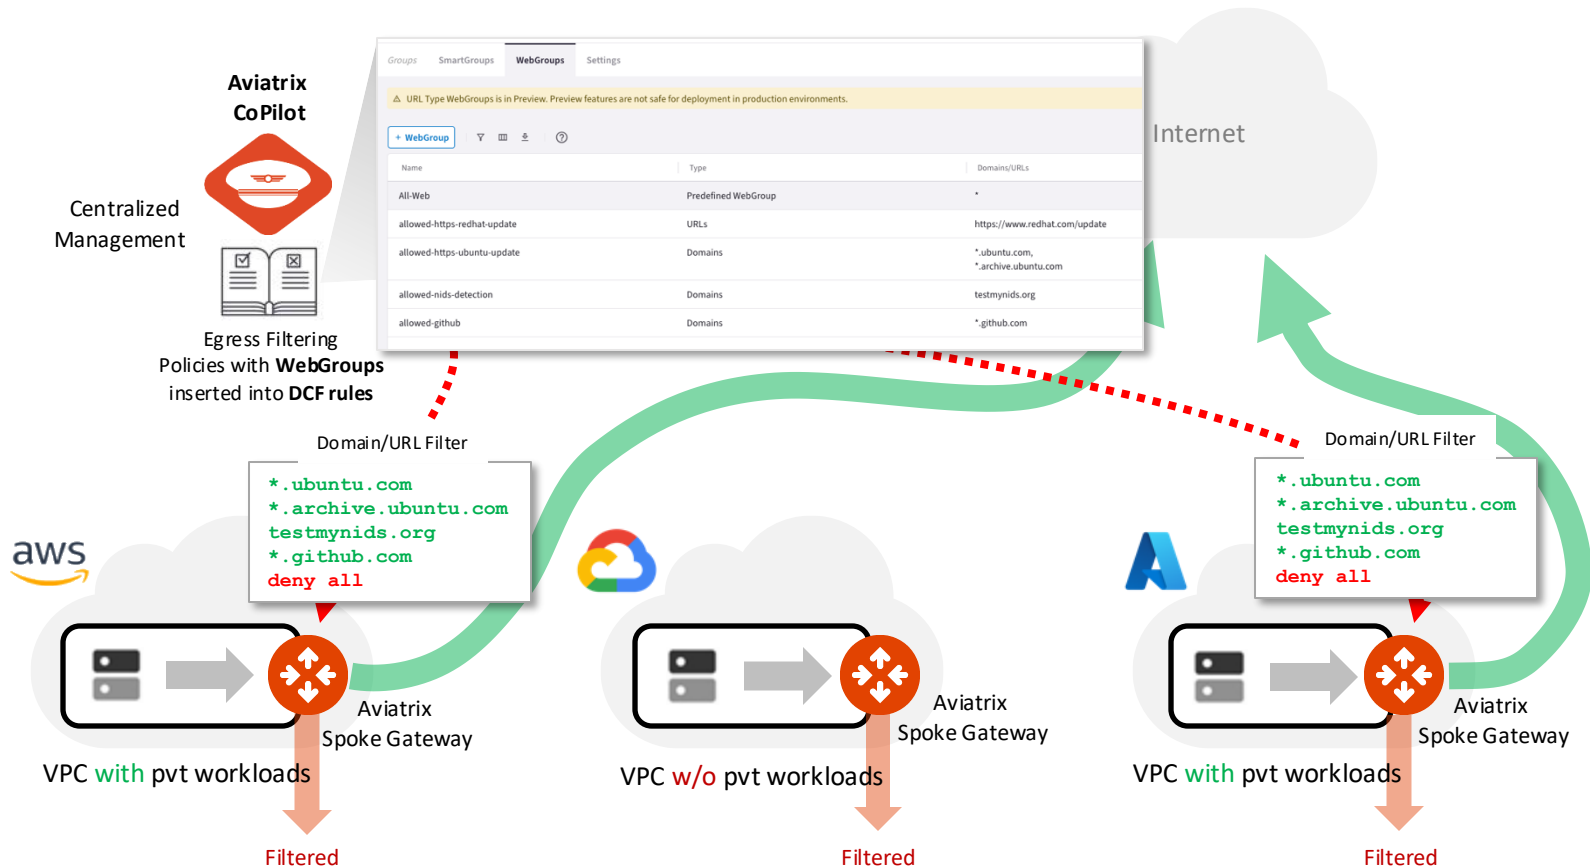 Groups SmartGroups WebGroups Settings
URL Type WebGroups is in Preview. Preview features are not safe for deployment in production environments.
+ WebGroup
Name Type Domains/URLs
All-Web Predefined WebGroup *
allowed-https-redhat-update URLs https://www.redhat.com/update
allowed-https-ubuntu-update Domains *.ubuntu.com,
*.archive.ubuntu.com
allowed-nids-detection Domains testmynids.org
allowed-github Domains *.github.com
Aviatrix
CoPilot
Centralized
Management
Egress Filtering
Policies with WebGroups
inserted into DCF rules
Internet
Domain/URL Filter
*.ubuntu.com
*.archive.ubuntu.com
testmynids.org
*.github.com
deny all
Domain/URL Filter
*.ubuntu.com
*.archive.ubuntu.com
testmynids.org
*.github.com
deny all
aws
Aviatrix
Spoke Gateway
VPC with pvt workloads
Filtered
Aviatrix
Spoke Gateway
VPC w/o pvt workloads
Filtered
Aviatrix
Spoke Gateway
VPC with pvt workloads
Filtered